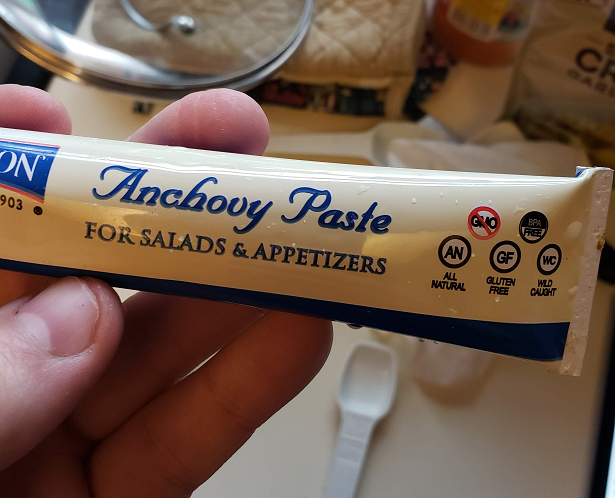 ON
903
Anchovy Paste
FOR SALADS & APPETIZERS
GMO
BPA
FREE
AN
ALL
NATURAL
GF
GLUTEN
FREE
WC
WILD
CAUGHT
CR